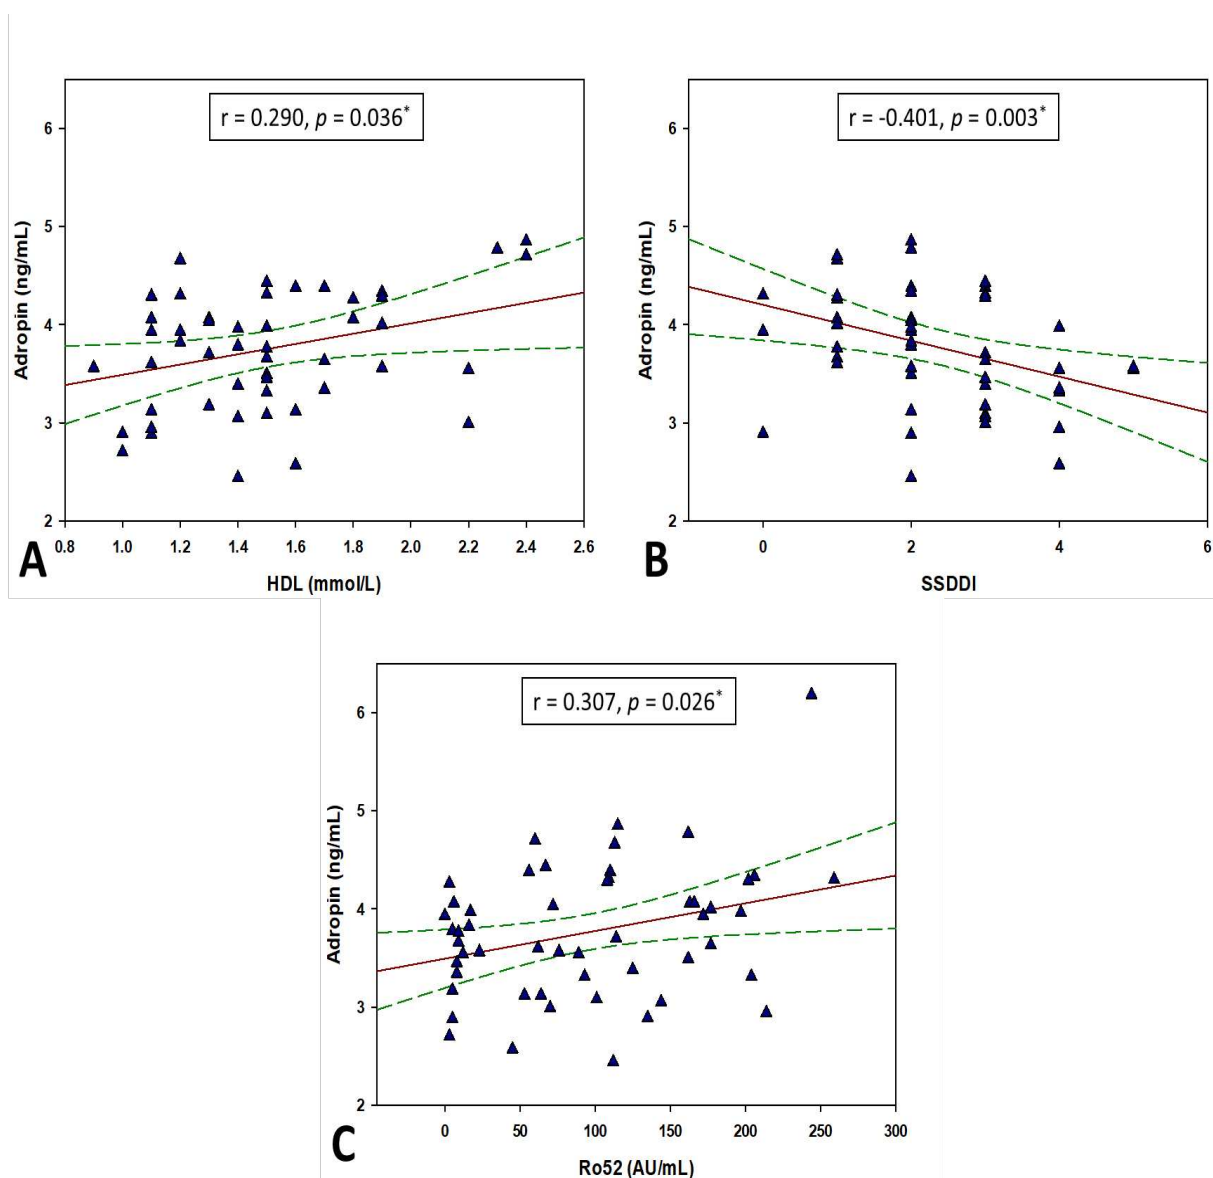 r = 0.290, p = 0.036*
6
5
4
3
2
Adropin (ng/mL)
0.8 1.0 1.2 1.4 1.6 1.8 2.0 2.2 2.4 2.6
HDL (mmol/L)
A
r = -0.401, p = 0.003*
6
5
4
3
2
Adropin (ng/mL)
0 2 4 6
SSDDI
B
r = 0.307, p = 0.026*
6
5
4
3
2
Adropin (ng/mL)
0 50 100 150 200 250 300
Ro52 (AU/mL)
C